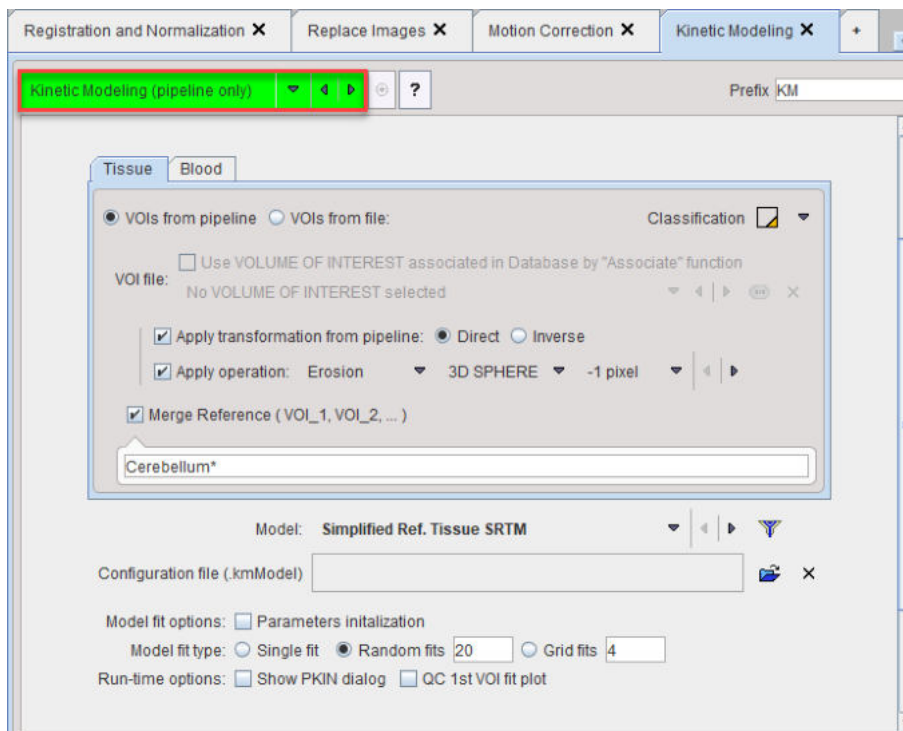 Registration and Normalization Replace Images Motion Correction Kinetic Modeling +
Kinetic Modeling (pipeline only) ? Prefix KM
Tissue Blood
VOIs from pipeline VOIs from file: Classification
Use VOLUME OF INTEREST associated in Database by "Associate" function
VOI file:
No VOLUME OF INTEREST selected
Apply transformation from pipeline: Direct Inverse
Apply operation: Erosion 3D SPHERE -1 pixel
Merge Reference ( VOI_1, VOI_2, ... )
Cerebellum*
Model: Simplified Ref. Tissue SRTM
Configuration file (.kmModel)
Model fit options: Parameters initalization
Model fit type: Single fit Random fits 20 Grid fits 4
Run-time options: Show PKIN dialog QC 1st VOI fit plot